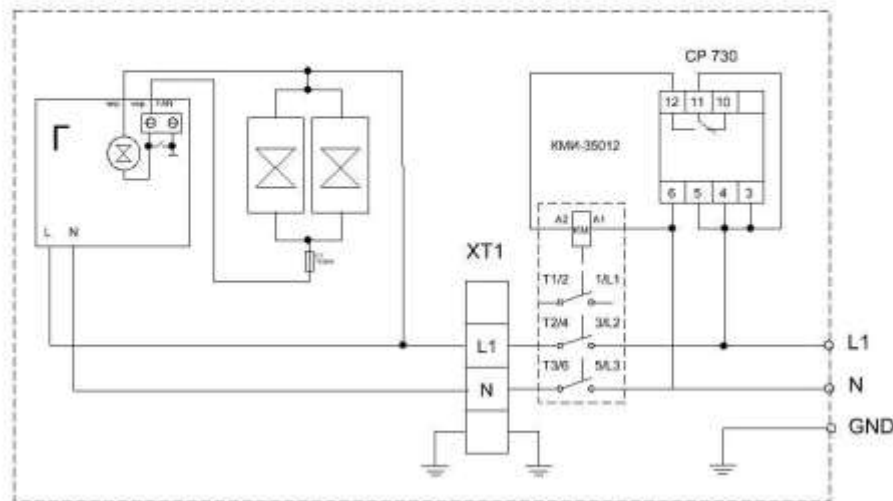 CP 730
FAN
12 11 10
КМИ-35012
6 5 4 3
A2 KM A1
L N
XT1
T1/2 1/L1
T2/4 3/L2
L1 L1
T3/6 5/L3
N N
GND